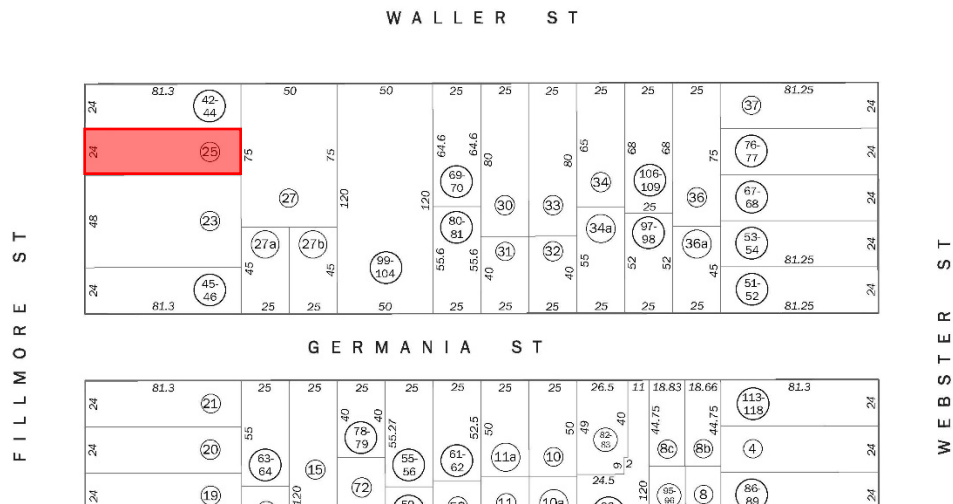 WALLER ST
81.3 50 50 25 25 25 25 25 25 81.25
24 42-44 37 24
24 25 75 75 64.6 64.6 80 80 65 68 68 75 76-77 24
69-70 34 106-109
27 120 120 30 33 25 36 67-68 24
48 23 80-81 34a 97-98
27a 27b 31 32 36a 53-54 24
99-104 81.25
45 45 55.6 55.6 40 40 55 52 52 45
24 45-46 51-52 24
81.3 25 25 50 25 25 25 25 25 25 81.25
FILLMORE ST
WEBSTER ST
GERMANIA ST
81.3 25 25 25 25 25 25 25 26.5 11 18.83 18.66 81.3
24 21 113-118 24
40 40 52.5 50 50 49 40 44.75 44.75
55 78-79 55.27 82-83
24 20 63-64 15 55-56 61-62 11a 10 8c 8b 4 24
9 2
24.5
24 19 120 72 11 10a 120 95-96 8 86-89 24